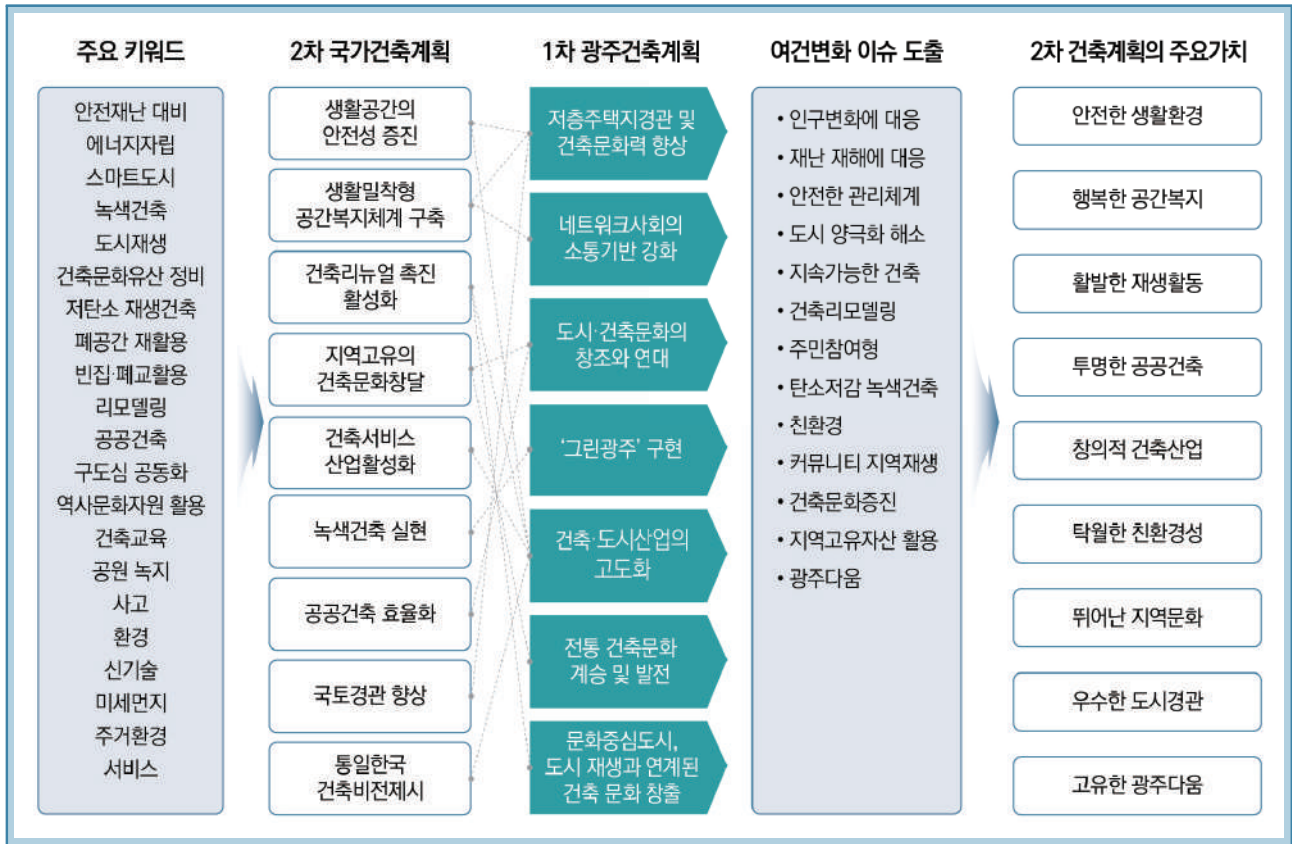 주요 키워드
안전재난 대비
에너지자립
스마트도시
녹색건축
도시재생
건축문화유산 정비
저탄소 재생건축
폐공간 재활용
빈집·폐교활용
리모델링
공공건축
구도심 공동화
역사문화자원 활용
건축교육
공원 녹지
사고
환경
신기술
미세먼지
주거환경
서비스
2차 국가건축계획
생활공간의
안전성 증진
생활밀착형
공간복지체계 구축
건축리뉴얼 촉진
활성화
지역고유의
건축문화창달
건축서비스
산업활성화
녹색건축 실현
공공건축 효율화
국토경관 향상
통일한국
건축비전제시
1차 광주건축계획
저층주택지경관 및
건축문화력 향상
네트워크사회의
소통기반 강화
도시·건축문화의
창조와 연대
‘그린광주’ 구현
건축·도시산업의
고도화
전통 건축문화
계승 및 발전
문화중심도시,
도시 재생과 연계된
건축 문화 창출
여건변화 이슈 도출
• 인구변화에 대응
• 재난 재해에 대응
• 안전한 관리체계
• 도시 양극화 해소
• 지속가능한 건축
• 건축리모델링
• 주민참여형
• 탄소저감 녹색건축
• 친환경
• 커뮤니티 지역재생
• 건축문화증진
• 지역고유자산 활용
• 광주다움
2차 건축계획의 주요가치
안전한 생활환경
행복한 공간복지
활발한 재생활동
투명한 공공건축
창의적 건축산업
탁월한 친환경성
뛰어난 지역문화
우수한 도시경관
고유한 광주다움